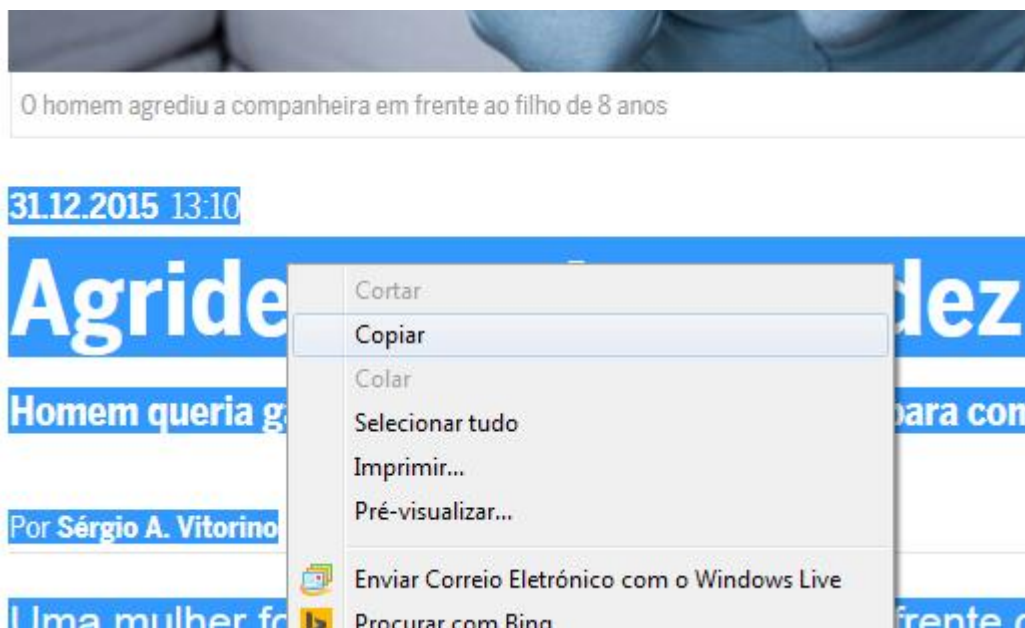 O homem agrediu a companheira em frente ao filho de 8 anos
31.12.2015 13:10
Agride dez
Homem queria para
Por Sérgio A. Vitorino
Uma mulher frente
Cortar
Copiar
Colar
Selecionar tudo
Imprimir...
Pré-visualizar...
Enviar Correio Eletrónico com o Windows Live
Procurar com Bing